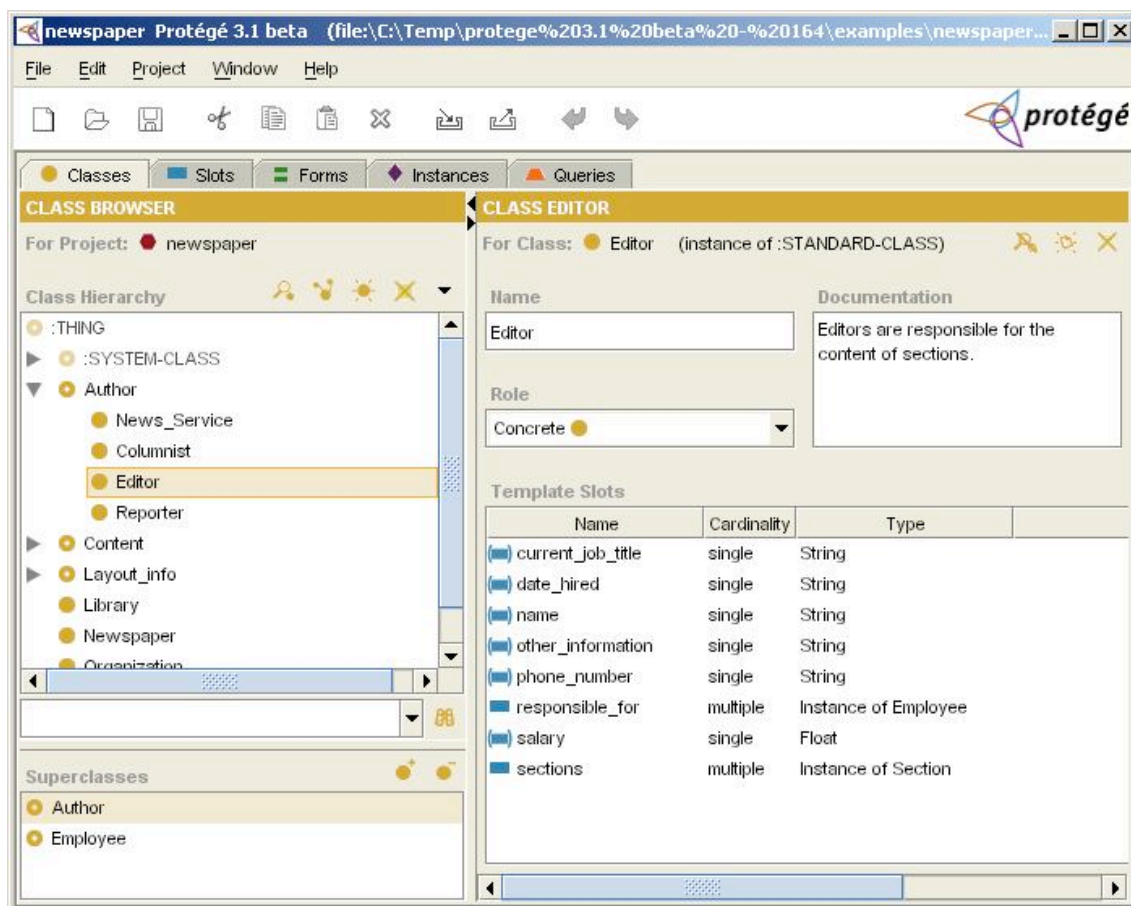 newspaper Protégé 3.1 beta (file:\C:\Temp\protege%203.1%20beta%20-%20164\examples\newspaper...
File Edit Project Window Help
protégé
Classes Slots Forms Instances Queries
CLASS BROWSER
For Project: newspaper
Class Hierarchy
:THING
:SYSTEM-CLASS
Author
News_Service
Columnist
Editor
Reporter
Content
Layout_info
Library
Newspaper
Organization
Superclasses
Author
Employee
CLASS EDITOR
For Class: Editor (instance of :STANDARD-CLASS)
Name
Editor
Documentation
Editors are responsible for the
content of sections.
Role
Concrete
Template Slots
Name Cardinality Type
current_job_title single String
date_hired single String
name single String
other_information single String
phone_number single String
responsible_for multiple Instance of Employee
salary single Float
sections multiple Instance of Section